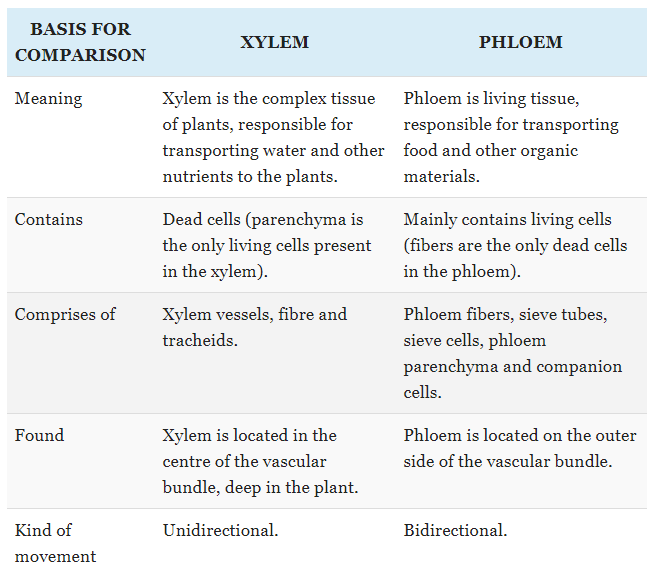 BASIS FOR
COMPARISON
XYLEM
PHLOEM
Meaning
Xylem is the complex tissue
of plants, responsible for
transporting water and other
nutrients to the plants.
Phloem is living tissue,
responsible for transporting
food and other organic
materials.
Contains
Dead cells (parenchyma is
the only living cells present
in the xylem).
Mainly contains living cells
(fibers are the only dead cells
in the phloem).
Comprises of
Xylem vessels, fibre and
tracheids.
Phloem fibers, sieve tubes,
sieve cells, phloem
parenchyma and companion
cells.
Found
Xylem is located in the
centre of the vascular
bundle, deep in the plant.
Phloem is located on the outer
side of the vascular bundle.
Kind of
movement
Unidirectional.
Bidirectional.